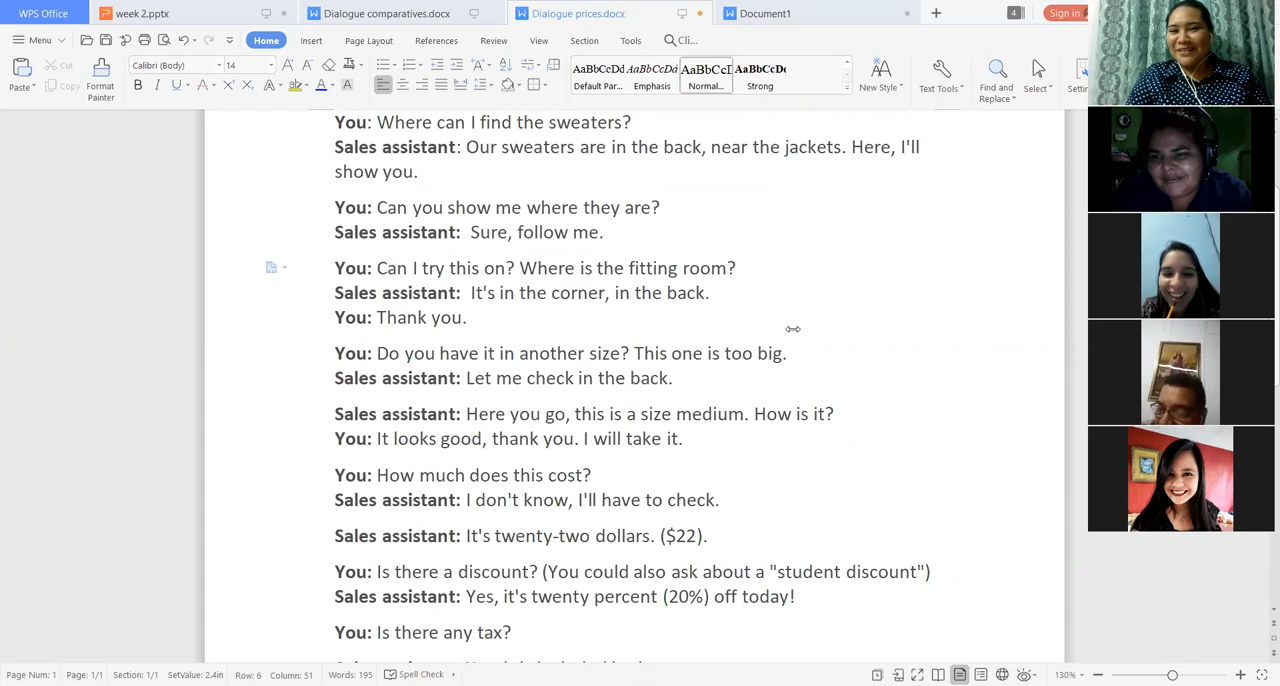 WPS Office week 2.pptx Dialogue comparatives.docx Dialogue prices.docx Document1 4 Sign in
Menu Home Insert Page Layout References Review View Section Tools Cli...
Calibri (Body) 14
Paste Cut Copy Format Painter B I U A A A AaBbCcDd Default Par... AaBbCcDd Emphasis Normal... Strong New Style Text Tools Find and Replace Select
You: Where can I find the sweaters?
Sales assistant: Our sweaters are in the back, near the jackets. Here, I'll
show you.
You: Can you show me where they are?
Sales assistant: Sure, follow me.
You: Can I try this on? Where is the fitting room?
Sales assistant: It's in the corner, in the back.
You: Thank you.
You: Do you have it in another size? This one is too big.
Sales assistant: Let me check in the back.
Sales assistant: Here you go, this is a size medium. How is it?
You: It looks good, thank you. I will take it.
You: How much does this cost?
Sales assistant: I don't know, I'll have to check.
Sales assistant: It's twenty-two dollars. ($22).
You: Is there a discount? (You could also ask about a "student discount")
Sales assistant: Yes, it's twenty percent (20%) off today!
You: Is there any tax?
Page Num: 1 Page: 1/1 Section: 1/1 SetValue: 2.4in Row: 6 Column: 51 Words: 195 Spell Check 130%